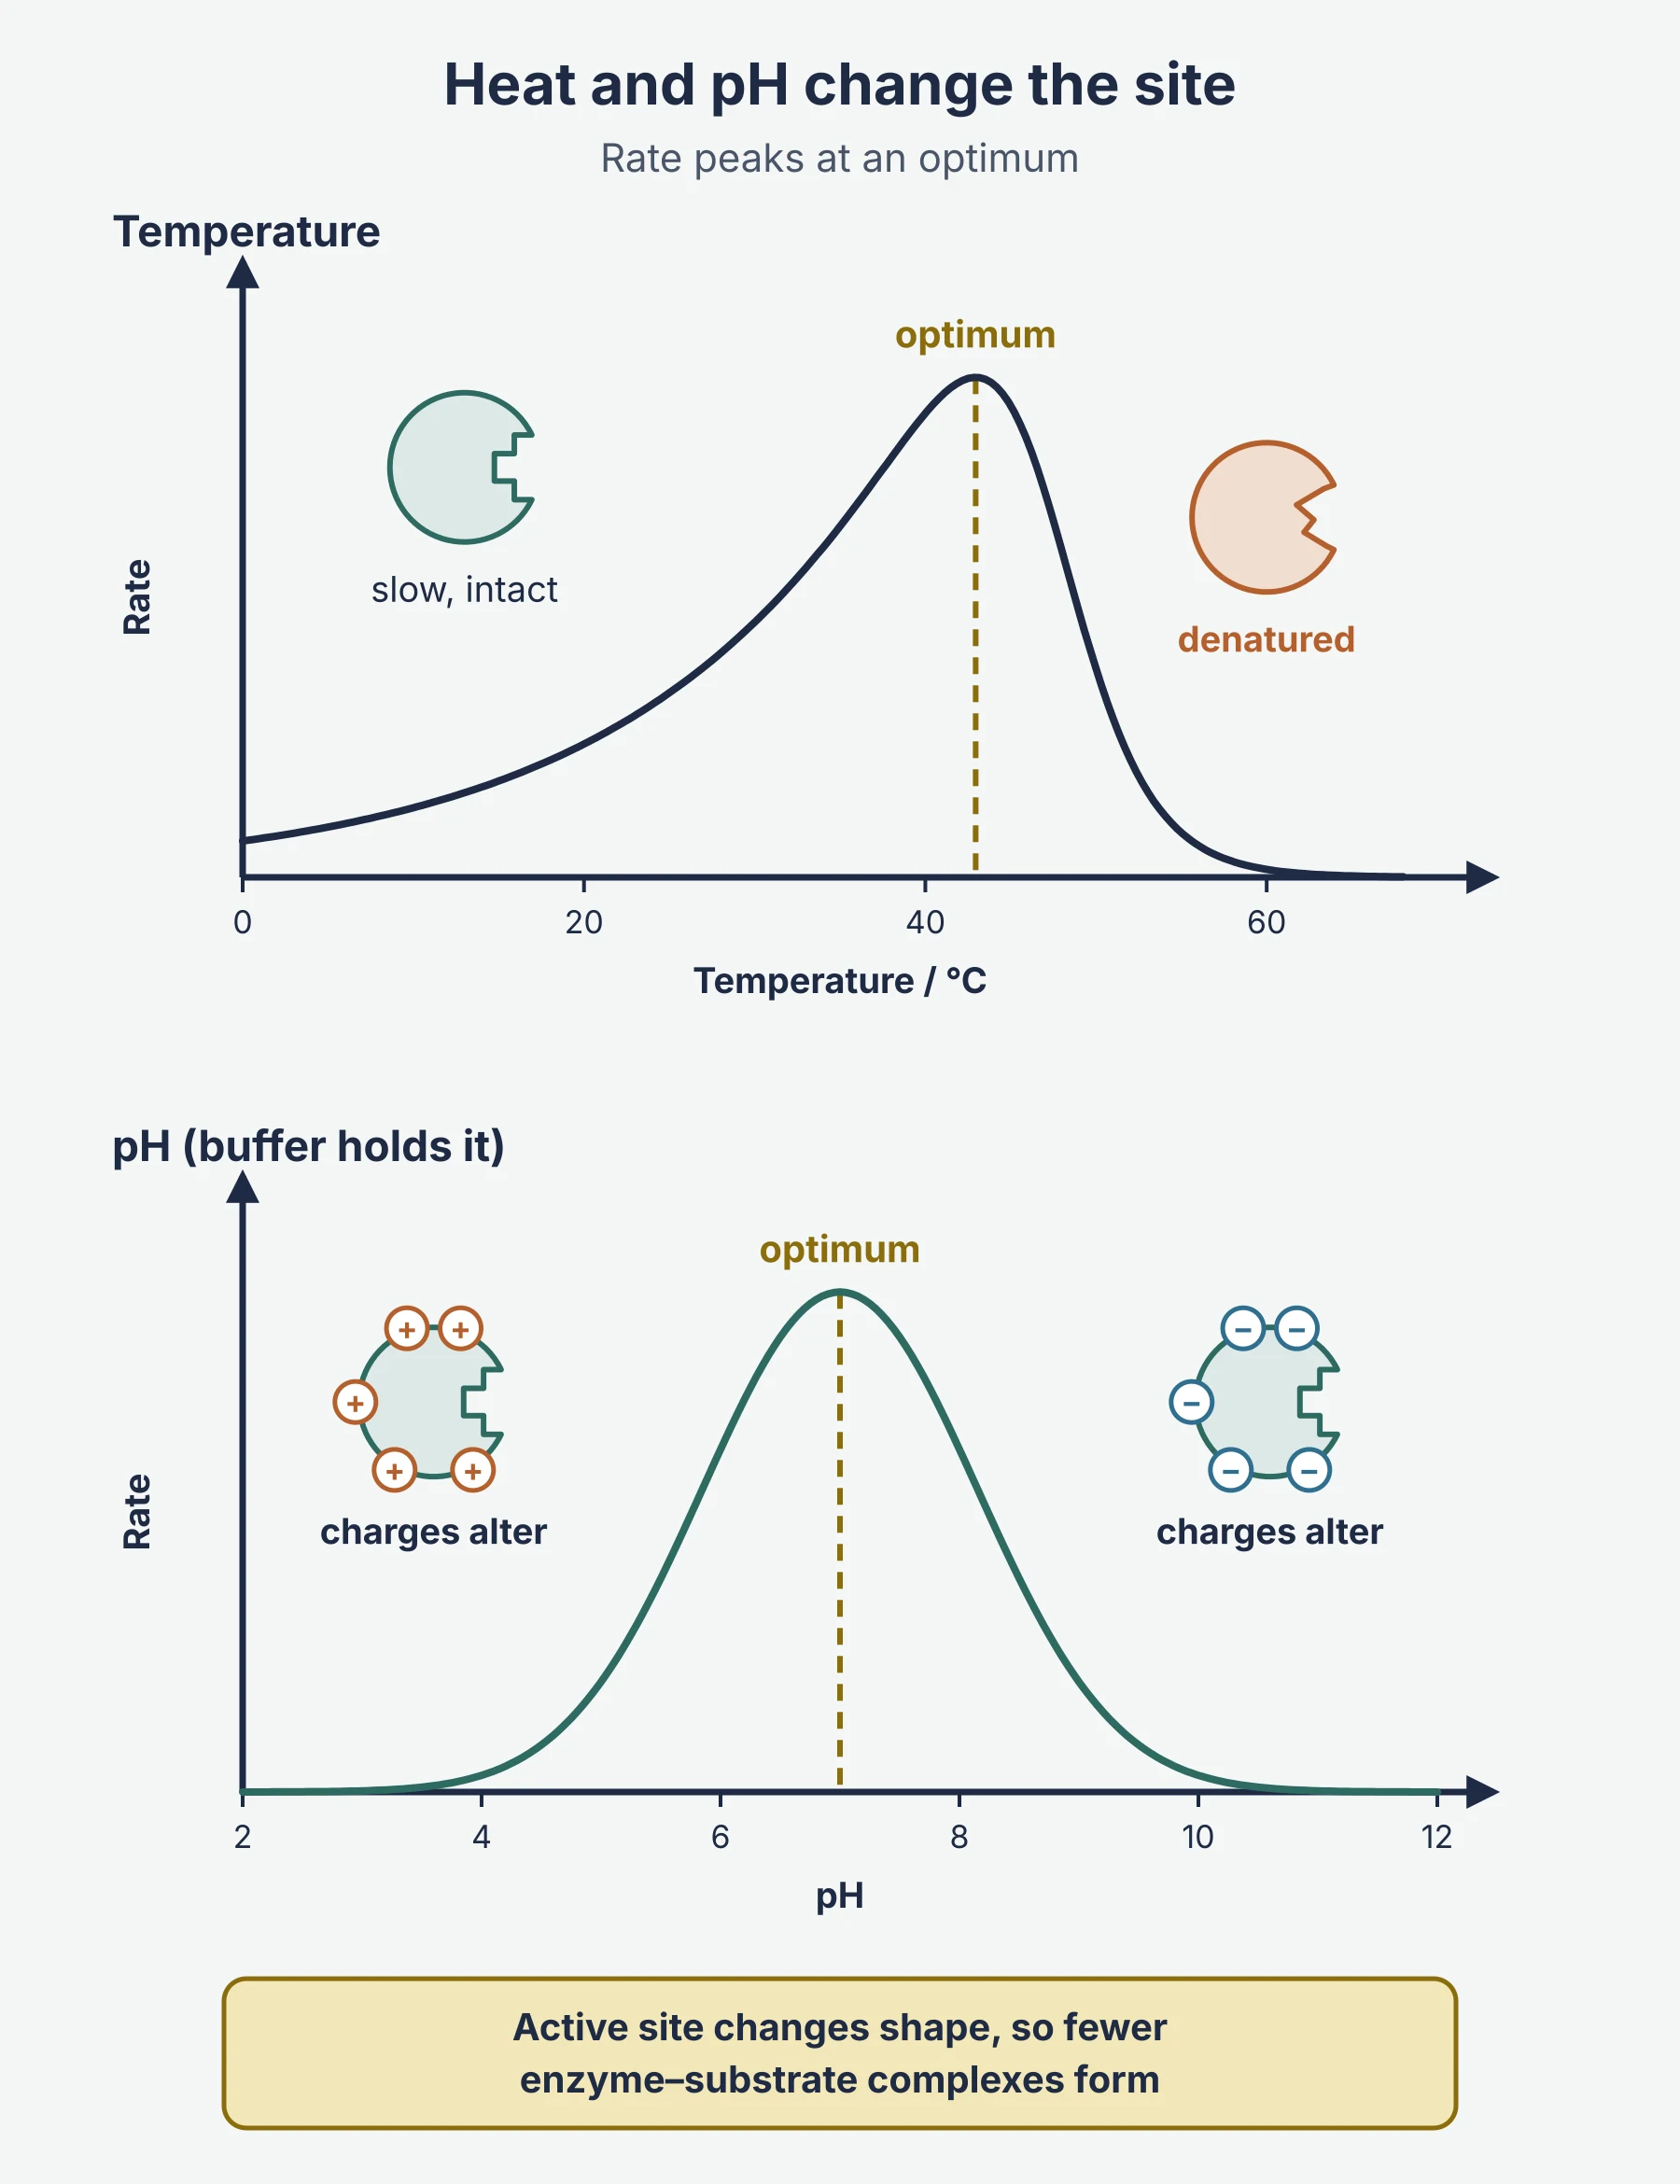 Heat and pH change the site
Rate peaks at an optimum
Temperature
optimum
slow, intact
denatured
Rate
0 20 40 60
Temperature / °C
pH (buffer holds it)
optimum
+ + + + +
− − − − −
charges alter
charges alter
Rate
2 4 6 8 10 12
pH
Active site changes shape, so fewer
enzyme–substrate complexes form